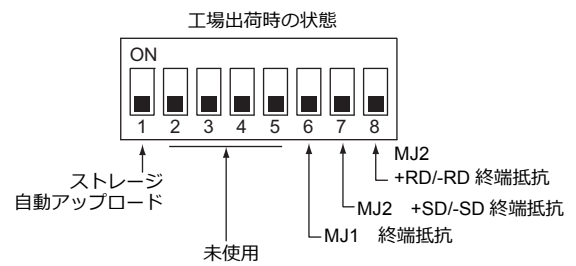 工場出荷時の状態
ON
1 2 3 4 5 6 7 8
ストレージ
自動アップロード
未使用
MJ1 終端抵抗
MJ2 +SD/-SD 終端抵抗
MJ2
+RD/-RD 終端抵抗